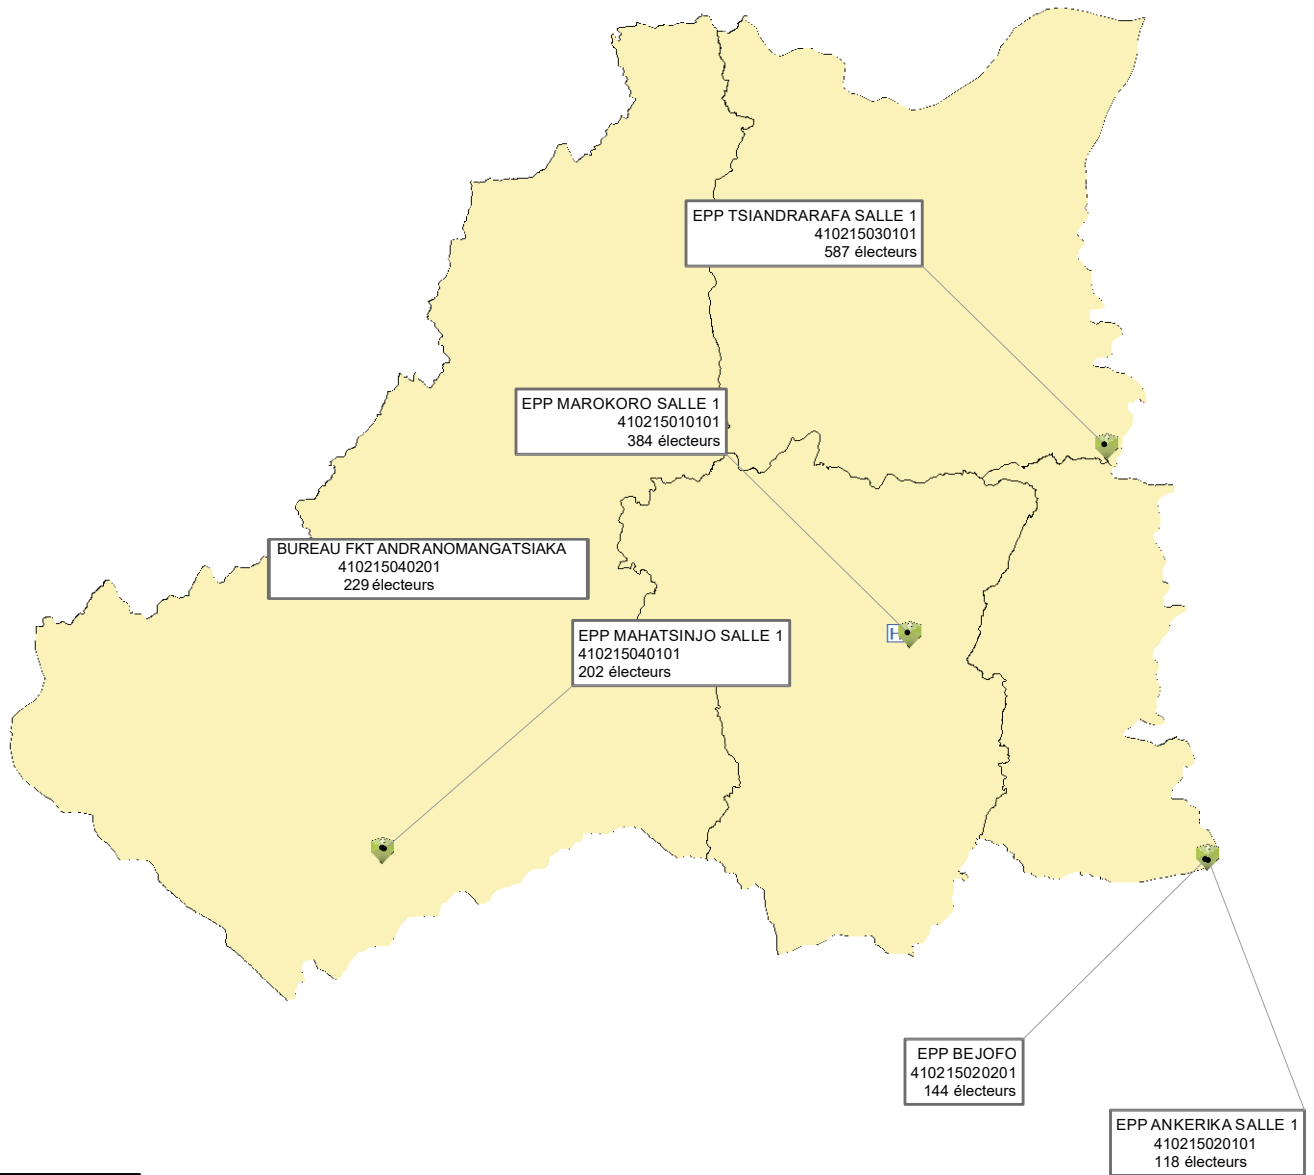 EPP TSIANDRARAFA SALLE 1
410215030101
587 électeurs
EPP MAROKORO SALLE 1
410215010101
384 électeurs
BUREAU FKT ANDRANOMANGATSIAKA
410215040201
229 électeurs
EPP MAHATSINJO SALLE 1
410215040101
202 électeurs
H
EPP BEJOFO
410215020201
144 électeurs
EPP ANKERIKA SALLE 1
410215020101
118 électeurs